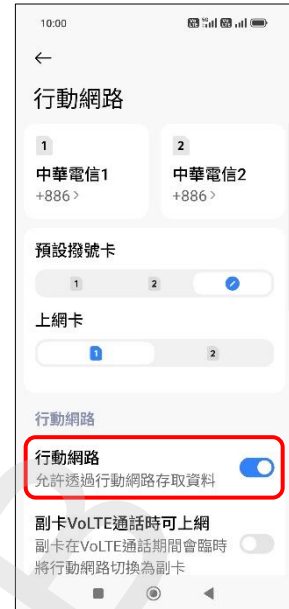 10:00
行動網路
1
2
中華電信1
中華電信2
+886
+886
預設撥號卡
1
2
上網卡
1
2
行動網路
行動網路
允許透過行動網路存取資料
副卡VoLTE通話時可上網
副卡在VoLTE通話期間會臨時
將行動網路切換為副卡